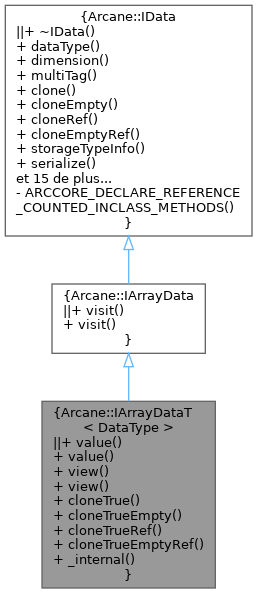 {Arcane::IData
||+ ~IData()
+ dataType()
+ dimension()
+ multiTag()
+ clone()
+ cloneEmpty()
+ cloneRef()
+ cloneEmptyRef()
+ storageTypeInfo()
+ serialize()
et 15 de plus...
- ARCCORE_DECLARE_REFERENCE
_COUNTED_INCLASS_METHODS()
}
{Arcane::IArrayData
||+ visit()
+ visit()
}
{Arcane::IArrayDataT
< DataType >
||+ value()
+ value()
+ view()
+ view()
+ cloneTrue()
+ cloneTrueEmpty()
+ cloneTrueRef()
+ cloneTrueEmptyRef()
+ _internal()
}